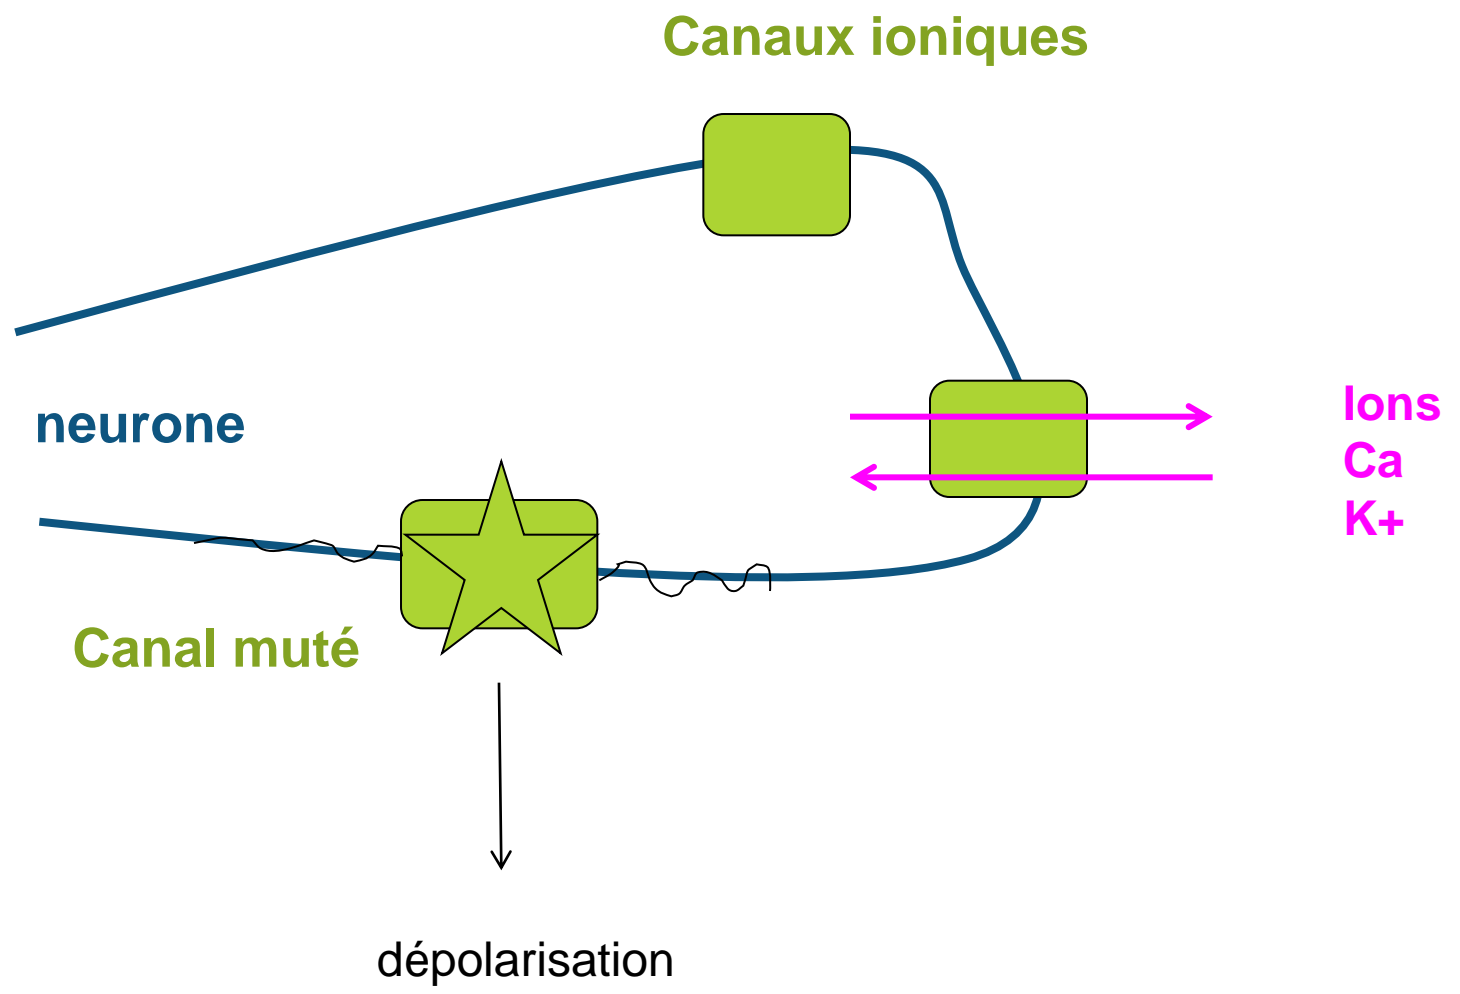 Canaux ioniques
neurone
Ions
Ca
K+
Canal muté
dépolarisation